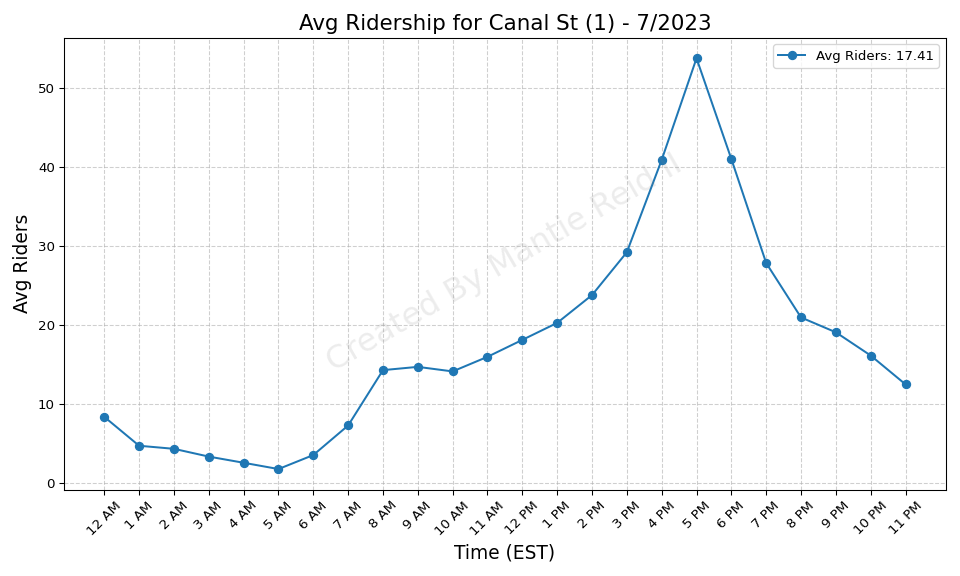 Avg Ridership for Canal St (1) - 7/2023
Avg Riders: 17.41
Avg Riders
50
40
30
20
10
0
Created By Mantle Reid II
12 AM
1 AM
2 AM
3 AM
4 AM
5 AM
6 AM
7 AM
8 AM
9 AM
10 AM
11 AM
12 PM
1 PM
2 PM
3 PM
4 PM
5 PM
6 PM
7 PM
8 PM
9 PM
10 PM
11 PM
Time (EST)